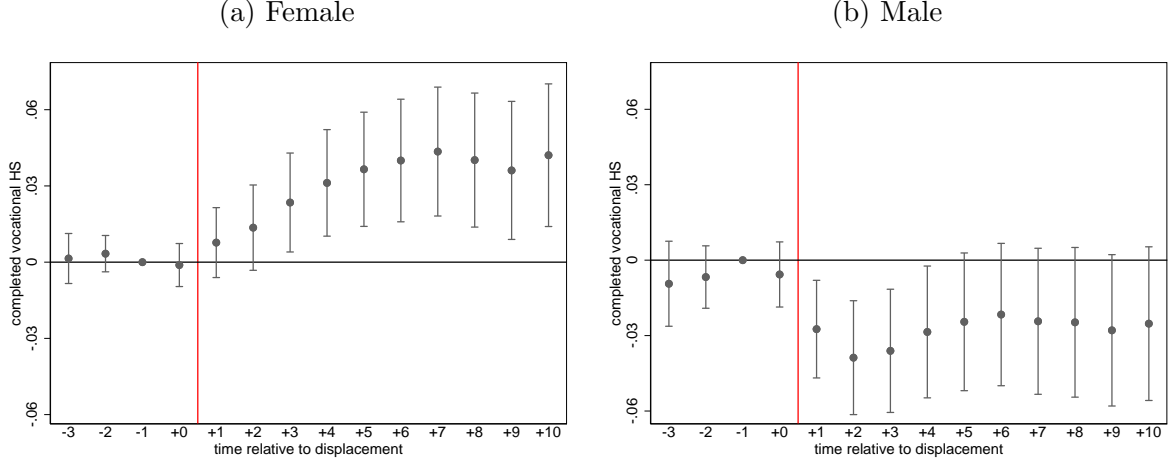 (a) Female
completed vocational HS
.06
.03
0
-.03
-.06
-3 -2 -1 +0 +1 +2 +3 +4 +5 +6 +7 +8 +9 +10
time relative to displacement
(b) Male
completed vocational HS
.06
.03
0
-.03
-.06
-3 -2 -1 +0 +1 +2 +3 +4 +5 +6 +7 +8 +9 +10
time relative to displacement